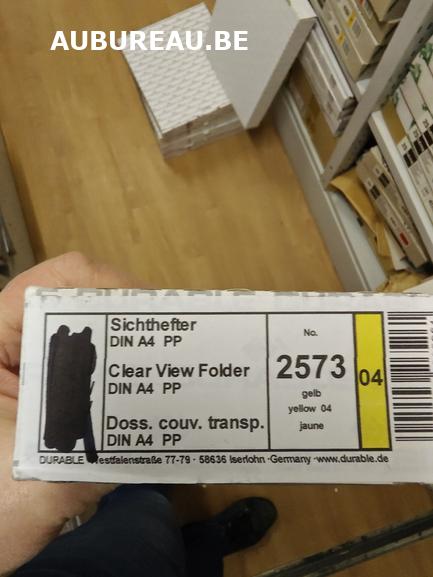 AUBUREAU.BE
Sichthefter
DIN A4 PP
Clear View Folder
DIN A4 PP
Doss. couv. transp.
DIN A4 PP
No.
2573
gelb
yellow 04
jaune
04
DURABLE Westfalenstraße 77-79 · 58636 Iserlohn ·Germany ·www.durable.de